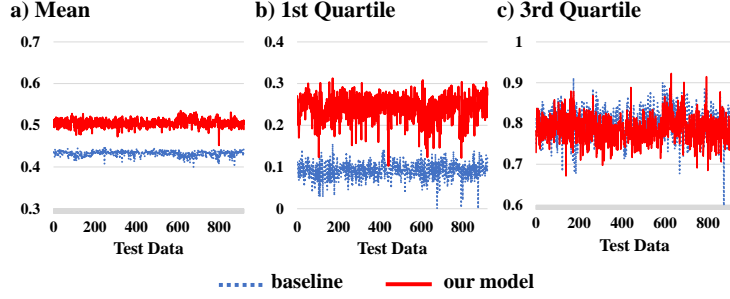 a) Mean
b) 1st Quartile
c) 3rd Quartile
0.7
0.6
0.5
0.4
0.3
0 200 400 600 800
Test Data
0.4
0.3
0.2
0.1
0
0 200 400 600 800
Test Data
1
0.9
0.8
0.7
0.6
0 200 400 600 800
Test Data
baseline
our model